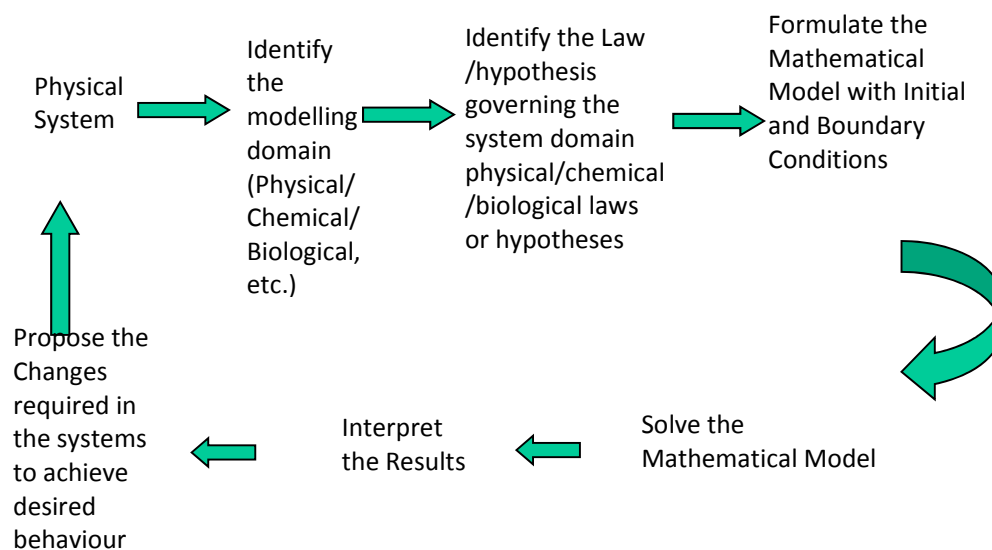 Physical
System
Identify
the
modelling
domain
(Physical/
Chemical/
Biological,
etc.)
Identify the Law
/hypothesis
governing the
system domain
physical/chemical
/biological laws
or hypotheses
Formulate the
Mathematical
Model with Initial
and Boundary
Conditions
Solve the
Mathematical Model
Interpret
the Results
Propose the
Changes
required in
the systems
to achieve
desired
behaviour